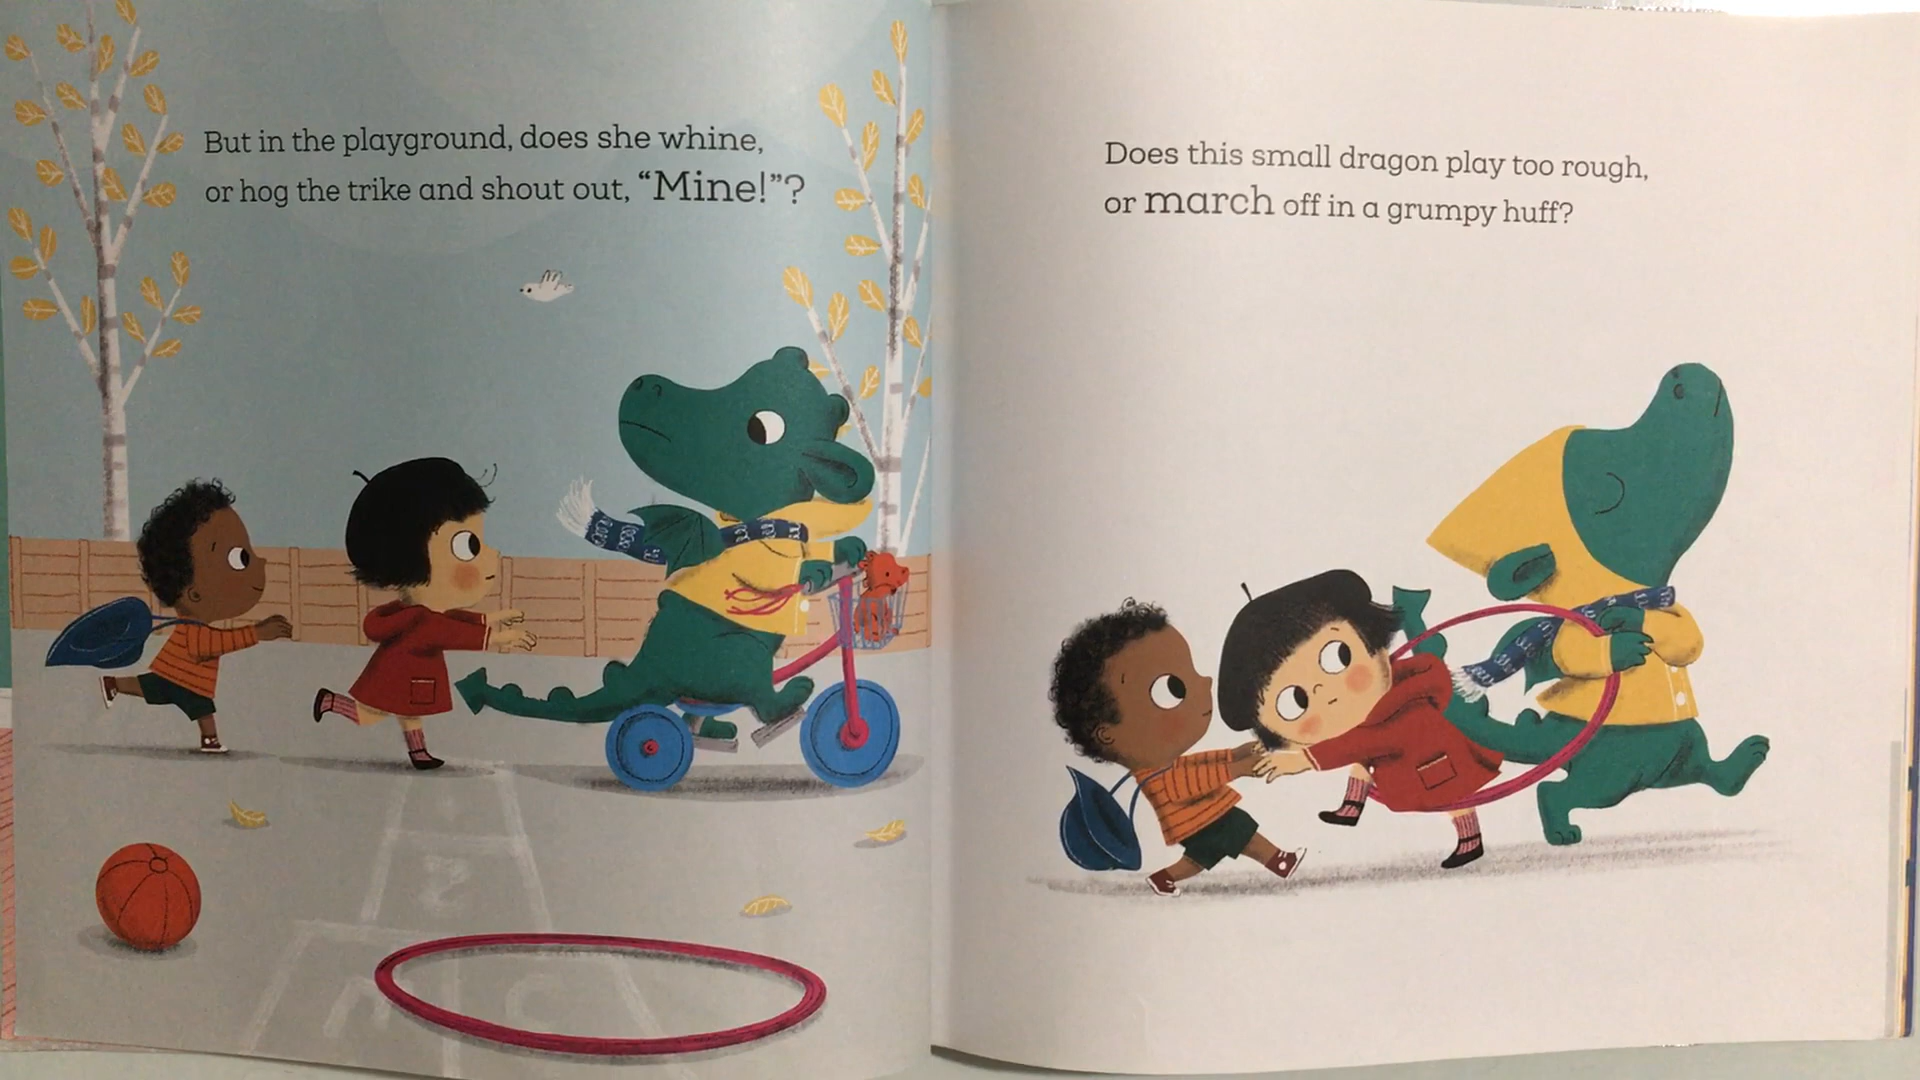 But in the playground, does she whine,
or hog the trike and shout out, “Mine!”?
Does this small dragon play too rough,
or march off in a grumpy huff?